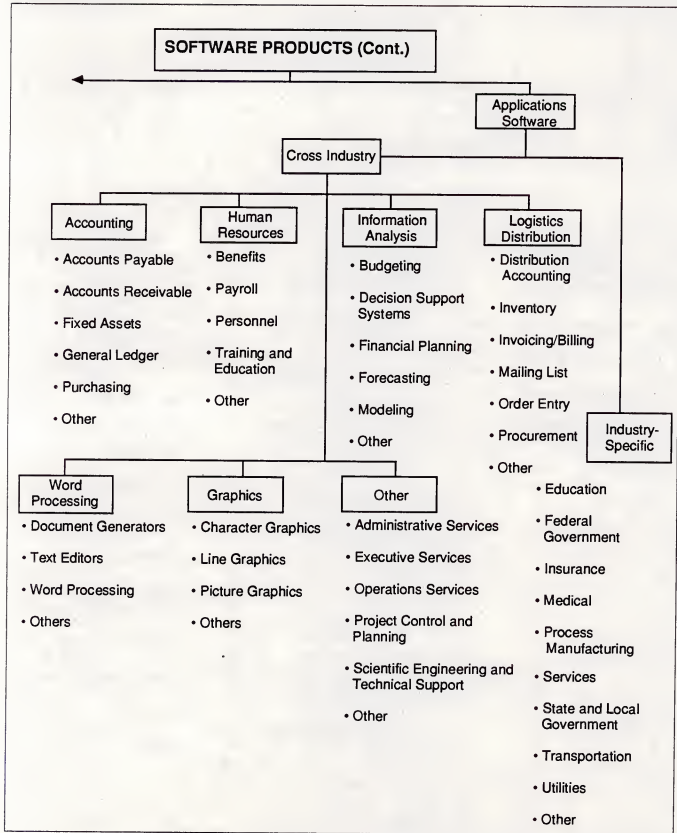 SOFTWARE PRODUCTS (Cont.)
Applications
Software
Cross Industry
Accounting
• Accounts Payable
• Accounts Receivable
• Fixed Assets
• General Ledger
• Purchasing
• Other
Human
Resources
• Benefits
• Payroll
• Personnel
• Training and
Education
• Other
Information
Analysis
• Budgeting
• Decision Support
Systems
• Financial Planning
• Forecasting
• Modeling
• Other
Logistics
Distribution
• Distribution
Accounting
• Inventory
• Invoicing/Billing
• Mailing List
• Order Entry
• Procurement
• Other
Industry-
Specific
• Education
• Federal
Government
• Insurance
• Medical
• Process
Manufacturing
• Services
• State and Local
Government
• Transportation
• Utilities
• Other
Word
Processing
• Document Generators
• Text Editors
• Word Processing
• Others
Graphics
• Character Graphics
• Line Graphics
• Picture Graphics
• Others
Other
• Administrative Services
• Executive Services
• Operations Services
• Project Control and
Planning
• Scientific Engineering and
Technical Support
• Other